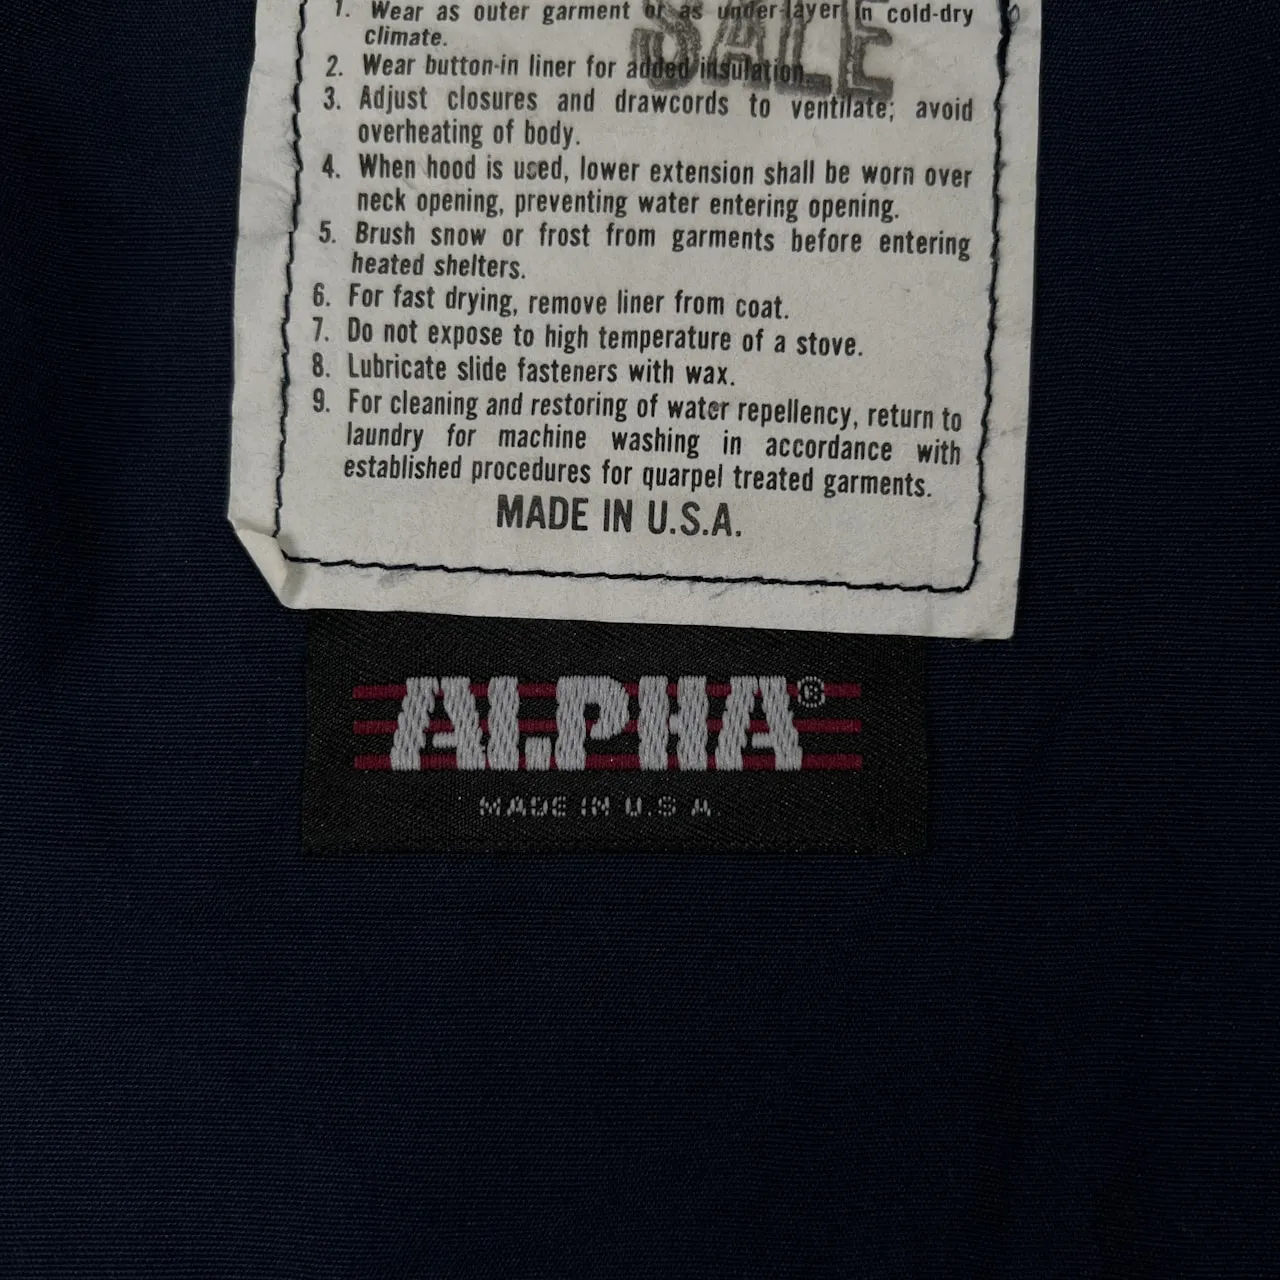 SALE
1. Wear as outer garment or as under-layer in cold-dry
climate.
2. Wear button-in liner for added insulation.
3. Adjust closures and drawcords to ventilate; avoid
overheating of body.
4. When hood is used, lower extension shall be worn over
neck opening, preventing water entering opening.
5. Brush snow or frost from garments before entering
heated shelters.
6. For fast drying, remove liner from coat.
7. Do not expose to high temperature of a stove.
8. Lubricate slide fasteners with wax.
9. For cleaning and restoring of water repellency, return to
laundry for machine washing in accordance with
established procedures for quarpel treated garments.
MADE IN U.S.A.
ALPHA®
MADE IN U.S.A.